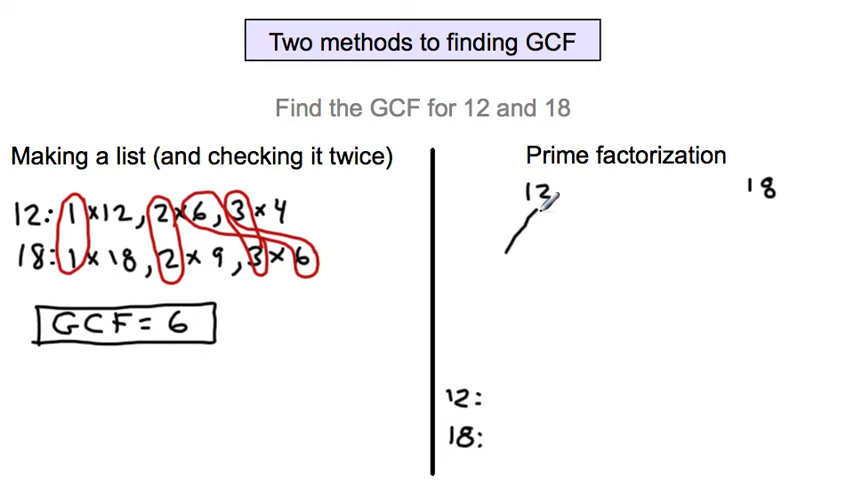 Two methods to finding GCF
Find the GCF for 12 and 18
Making a list (and checking it twice)
12: 1 × 12, 2 × 6, 3 × 4
18: 1 × 18, 2 × 9, 3 × 6
GCF = 6
Prime factorization
12
18
12:
18: